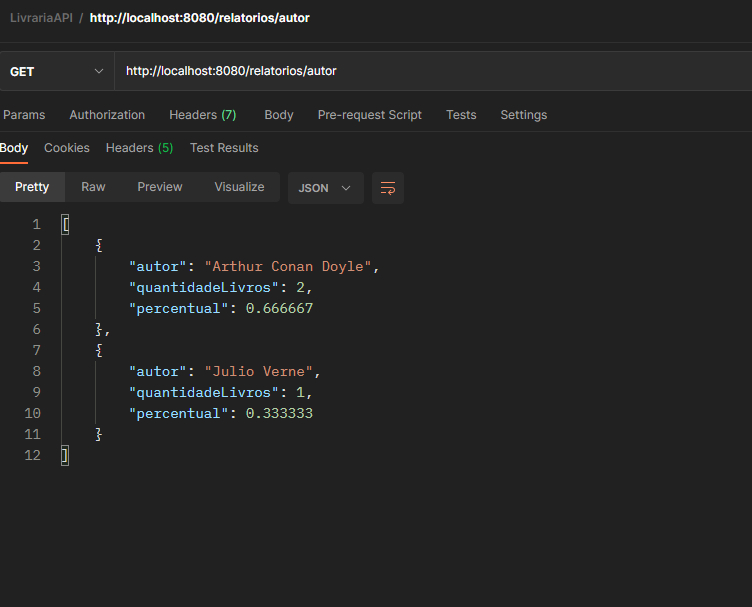 LivrariaAPI / http://localhost:8080/relatorios/autor
GET http://localhost:8080/relatorios/autor
Params Authorization Headers (7) Body Pre-request Script Tests Settings
Body Cookies Headers (5) Test Results
Pretty Raw Preview Visualize JSON
1 [
2 {
3 "autor": "Arthur Conan Doyle",
4 "quantidadeLivros": 2,
5 "percentual": 0.666667
6 },
7 {
8 "autor": "Julio Verne",
9 "quantidadeLivros": 1,
10 "percentual": 0.333333
11 }
12 ]